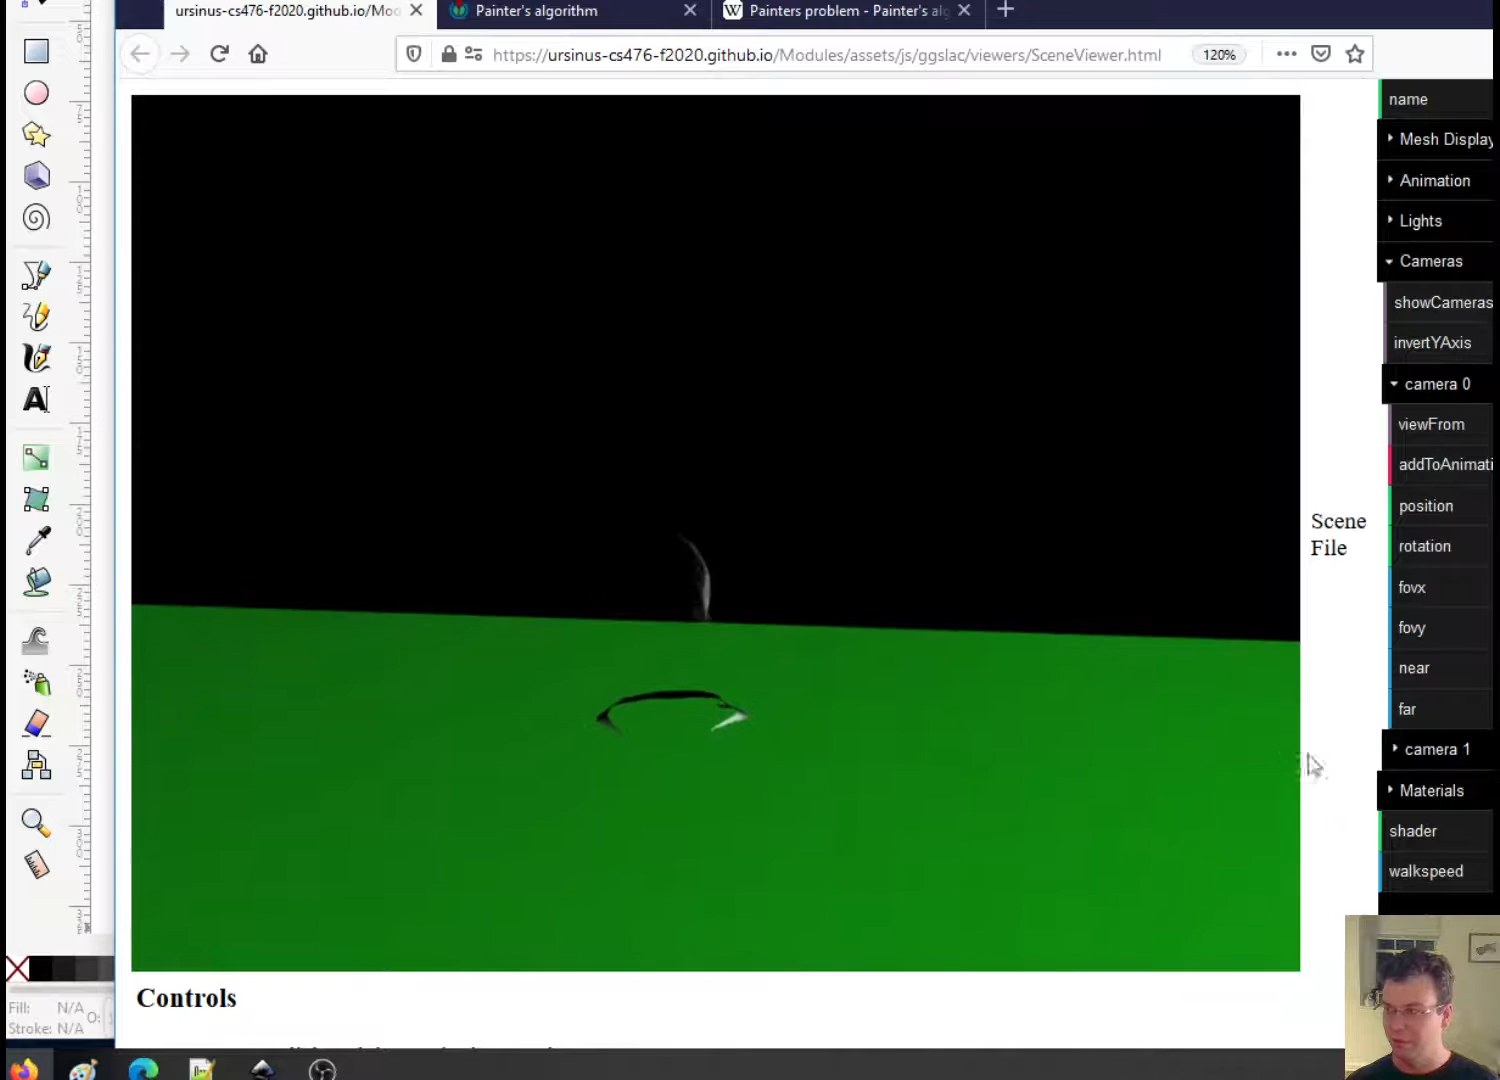 ursinus-cs476-f2020.github.io/Moo
Painter's algorithm
W Painters problem - Painter's alg
https://ursinus-cs476-f2020.github.io/Modules/assets/js/ggslac/viewers/SceneViewer.html
120%
name
Mesh Display
Animation
Lights
Cameras
showCameras
invertYAxis
camera 0
viewFrom
addToAnimati
position
Scene
File
rotation
fovx
fovy
near
far
camera 1
Materials
shader
walkspeed
Controls
Fill: N/A
O:
Stroke: N/A